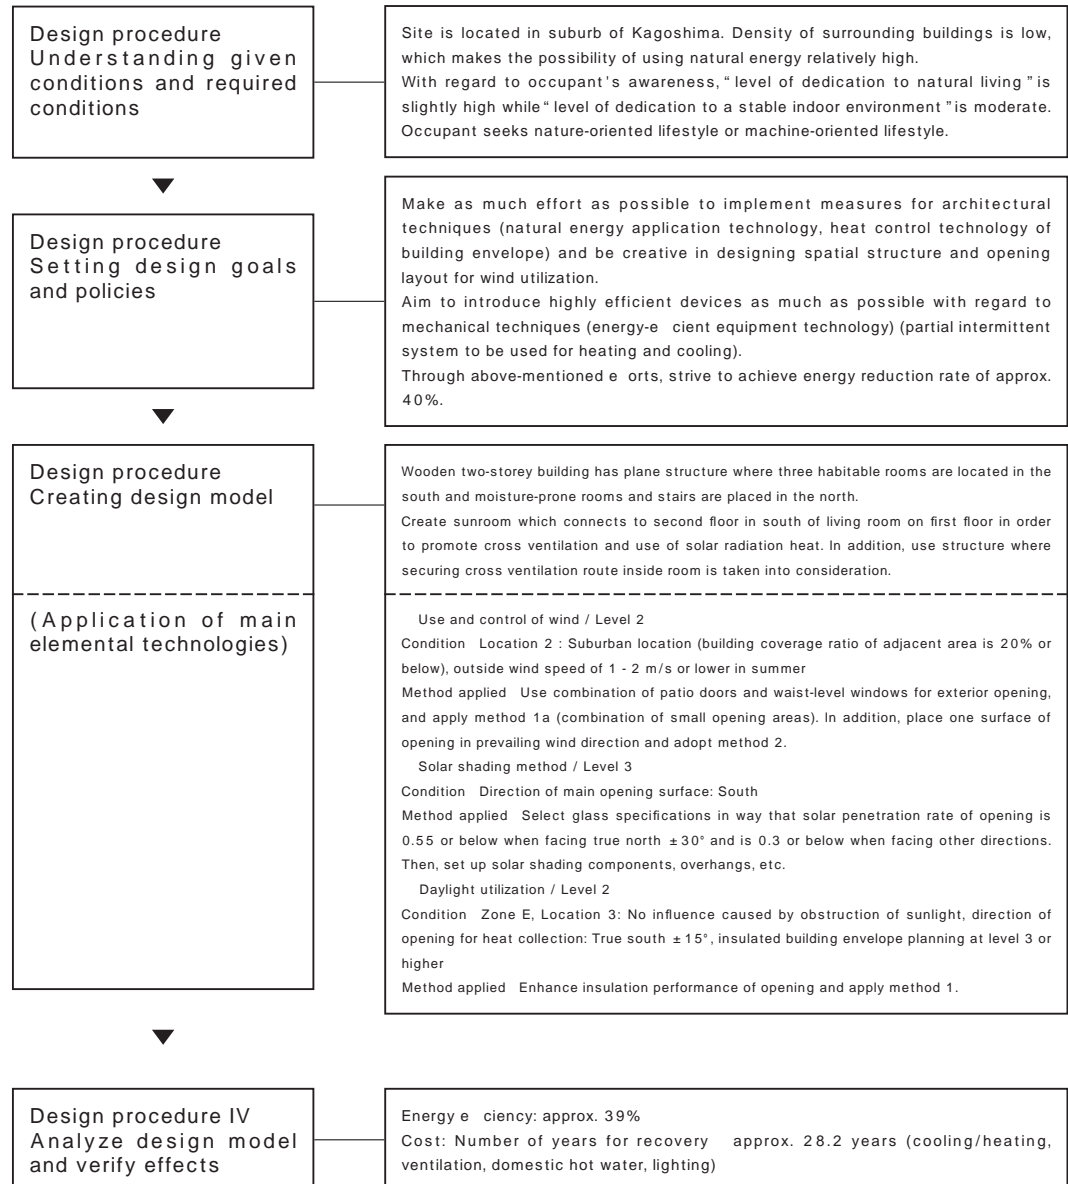 Design procedure
Understanding given
conditions and required
conditions
Site is located in suburb of Kagoshima. Density of surrounding buildings is low,
which makes the possibility of using natural energy relatively high.
With regard to occupant's awareness, “ level of dedication to natural living ” is
slightly high while “ level of dedication to a stable indoor environment ” is moderate.
Occupant seeks nature-oriented lifestyle or machine-oriented lifestyle.
Design procedure
Setting design goals
and policies
Make as much effort as possible to implement measures for architectural
techniques (natural energy application technology, heat control technology of
building envelope) and be creative in designing spatial structure and opening
layout for wind utilization.
Aim to introduce highly efficient devices as much as possible with regard to
mechanical techniques (energy-e cient equipment technology) (partial intermittent
system to be used for heating and cooling).
Through above-mentioned e orts, strive to achieve energy reduction rate of approx.
40%.
Design procedure
Creating design model
Wooden two-storey building has plane structure where three habitable rooms are located in the
south and moisture-prone rooms and stairs are placed in the north.
Create sunroom which connects to second floor in south of living room on first floor in order
to promote cross ventilation and use of solar radiation heat. In addition, use structure where
securing cross ventilation route inside room is taken into consideration.
(Application of main
elemental technologies)
Use and control of wind / Level 2
Condition Location 2 : Suburban location (building coverage ratio of adjacent area is 20% or
below), outside wind speed of 1 - 2 m/s or lower in summer
Method applied Use combination of patio doors and waist-level windows for exterior opening,
and apply method 1a (combination of small opening areas). In addition, place one surface of
opening in prevailing wind direction and adopt method 2.
Solar shading method / Level 3
Condition Direction of main opening surface: South
Method applied Select glass specifications in way that solar penetration rate of opening is
0.55 or below when facing true north ±30° and is 0.3 or below when facing other directions.
Then, set up solar shading components, overhangs, etc.
Daylight utilization / Level 2
Condition Zone E, Location 3: No influence caused by obstruction of sunlight, direction of
opening for heat collection: True south ±15°, insulated building envelope planning at level 3 or
higher
Method applied Enhance insulation performance of opening and apply method 1.
Design procedure IV
Analyze design model
and verify effects
Energy e ciency: approx. 39%
Cost: Number of years for recovery approx. 28.2 years (cooling/heating,
ventilation, domestic hot water, lighting)